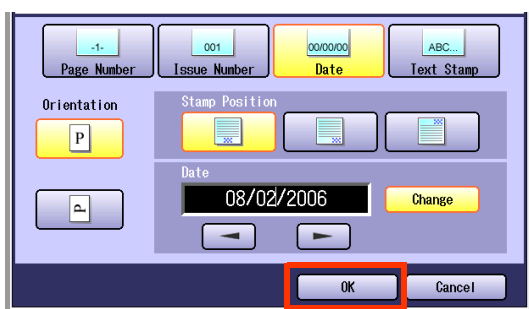 -1-
Page Number
001
Issue Number
00/00/00
Date
ABC...
Text Stamp
Orientation
P
P
Stamp Position
Date
08/02/2006
Change
OK
Cancel